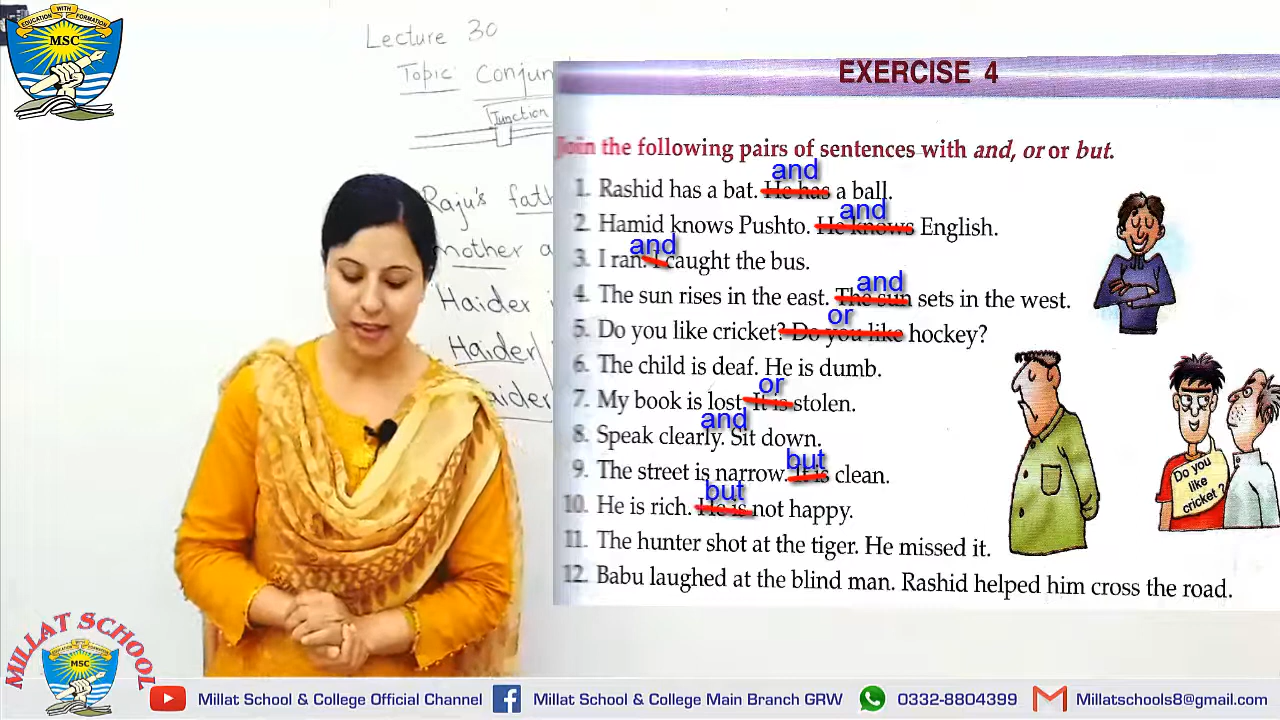 EDUCATION WITH FORMATION
MSC
Lecture 30
Topic: Conjun
Junction
Raju's fath
mother a
Haider i
Haider
aider
EXERCISE 4
Join the following pairs of sentences with and, or or but.
and
1. Rashid has a bat. He has a ball.
and
2. Hamid knows Pushto. He knows English.
and
3. I ran. I caught the bus.
and
4. The sun rises in the east. The sun sets in the west.
or
5. Do you like cricket? Do you like hockey?
6. The child is deaf. He is dumb.
or
7. My book is lost. It is stolen.
and
8. Speak clearly. Sit down.
but
9. The street is narrow. It is clean.
but
10. He is rich. He is not happy.
11. The hunter shot at the tiger. He missed it.
12. Babu laughed at the blind man. Rashid helped him cross the road.
Do you
like
cricket?
MILLAT SCHOOL
MSC
Millat School & College Official Channel
Millat School & College Main Branch GRW
0332-8804399
Millatschools8@gmail.com